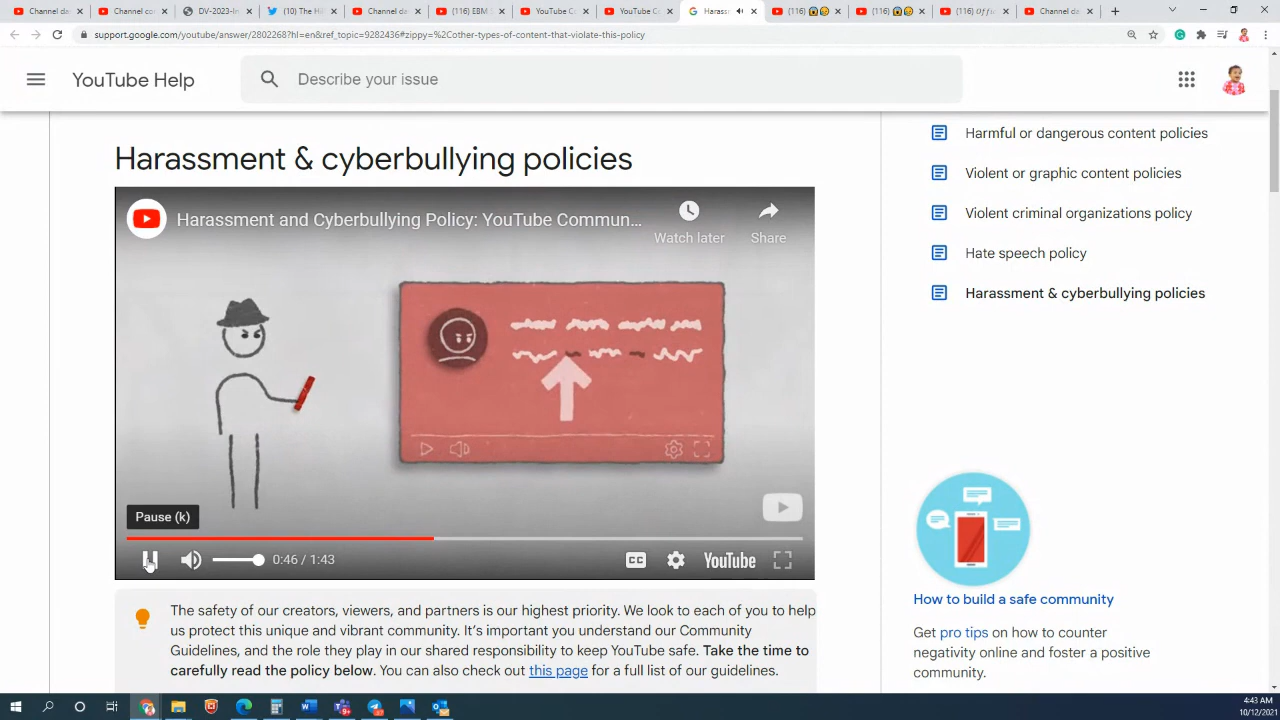 Channel da
Channel co
DV-2023-In
(10) The Ha
Channel da
(116) EBM
YouTube C
YouTube Co
Harass
(116)
(116)
(116)
Channel da
support.google.com/youtube/answer/2802268?hl=en&ref_topic=9282436#zippy=%2Cother-types-of-content-that-violate-this-policy
YouTube Help
Describe your issue
Harassment & cyberbullying policies
Harassment and Cyberbullying Policy: YouTube Commun...
Watch later
Share
Pause (k)
0:46 / 1:43
CC
YouTube
The safety of our creators, viewers, and partners is our highest priority. We look to each of you to help
us protect this unique and vibrant community. It's important you understand our Community
Guidelines, and the role they play in our shared responsibility to keep YouTube safe. Take the time to
carefully read the policy below. You can also check out this page for a full list of our guidelines.
Harmful or dangerous content policies
Violent or graphic content policies
Violent criminal organizations policy
Hate speech policy
Harassment & cyberbullying policies
How to build a safe community
Get pro tips on how to counter
negativity online and foster a positive
community.
4:43 AM
10/12/2021